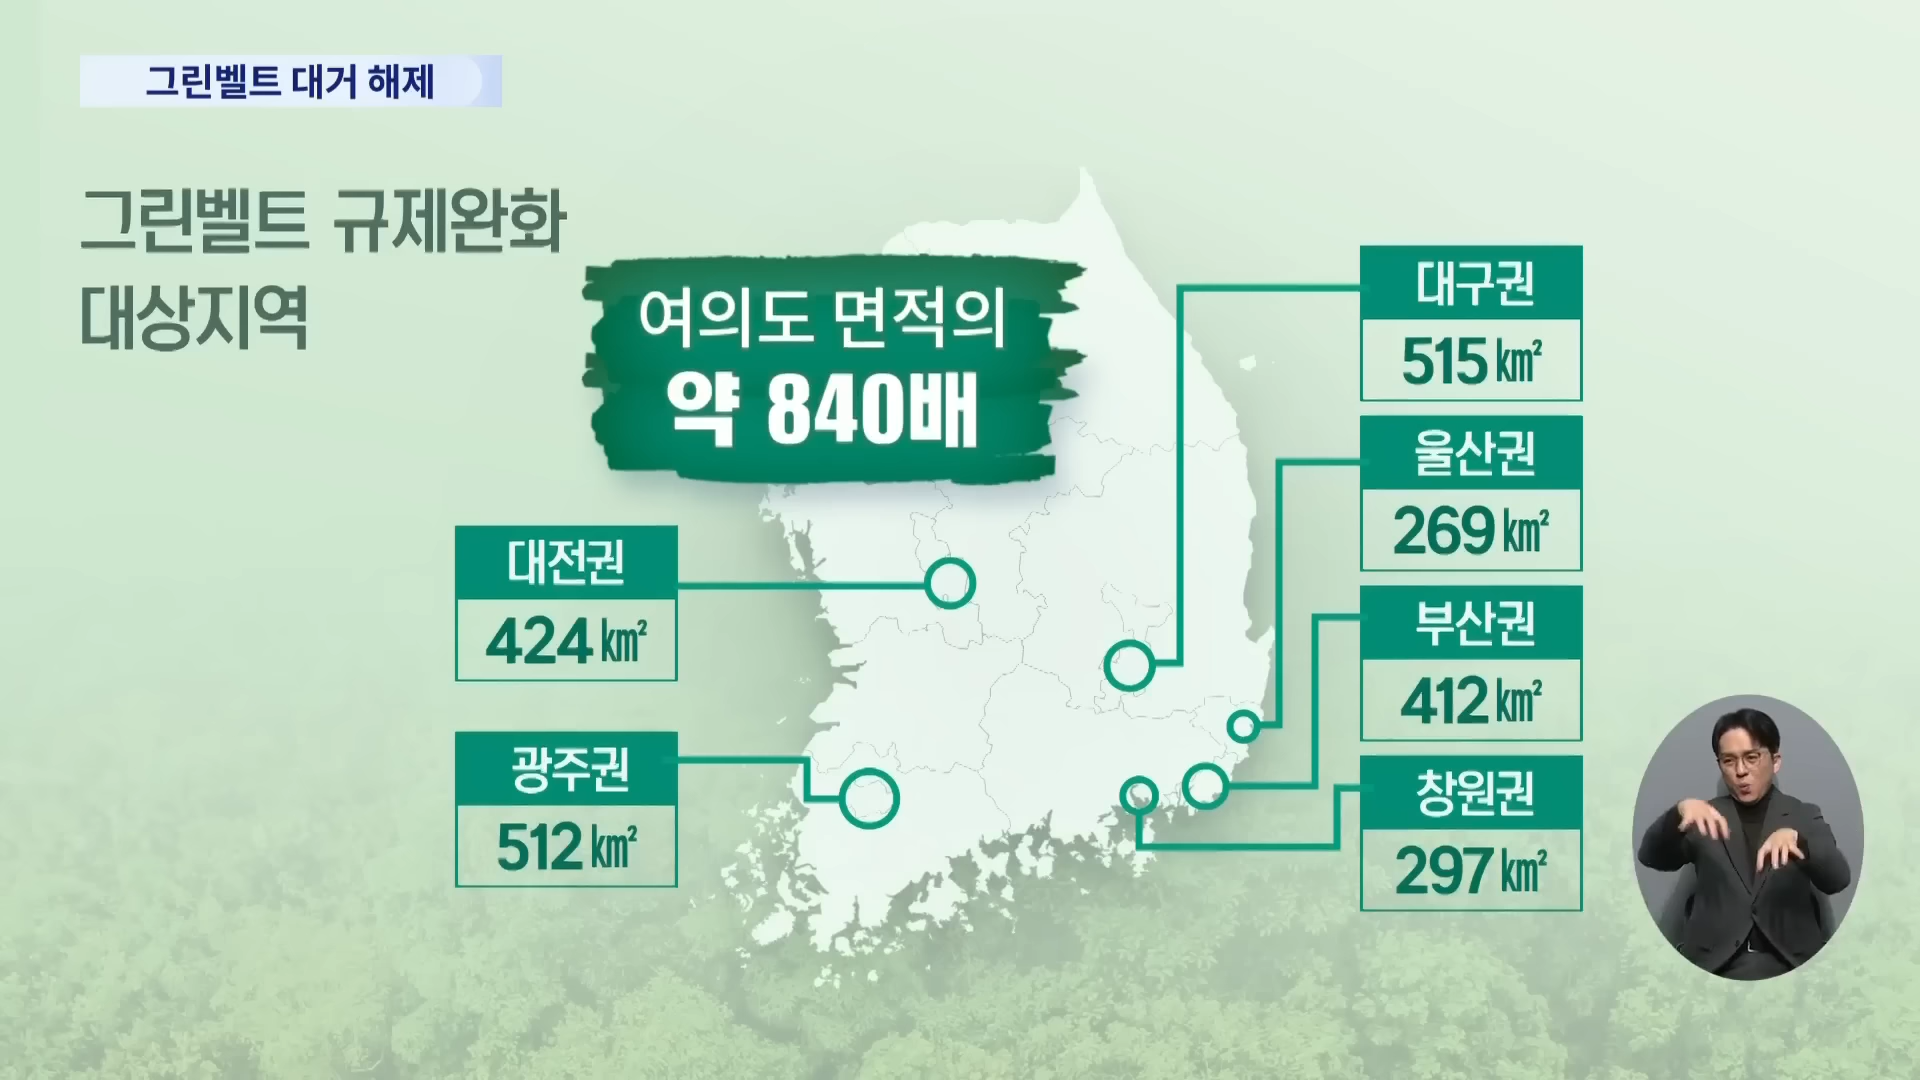 그린벨트 대거 해제
그린벨트 규제완화
대상지역
여의도 면적의
약 840배
대전권
424㎢
광주권
512㎢
대구권
515㎢
울산권
269㎢
부산권
412㎢
창원권
297㎢